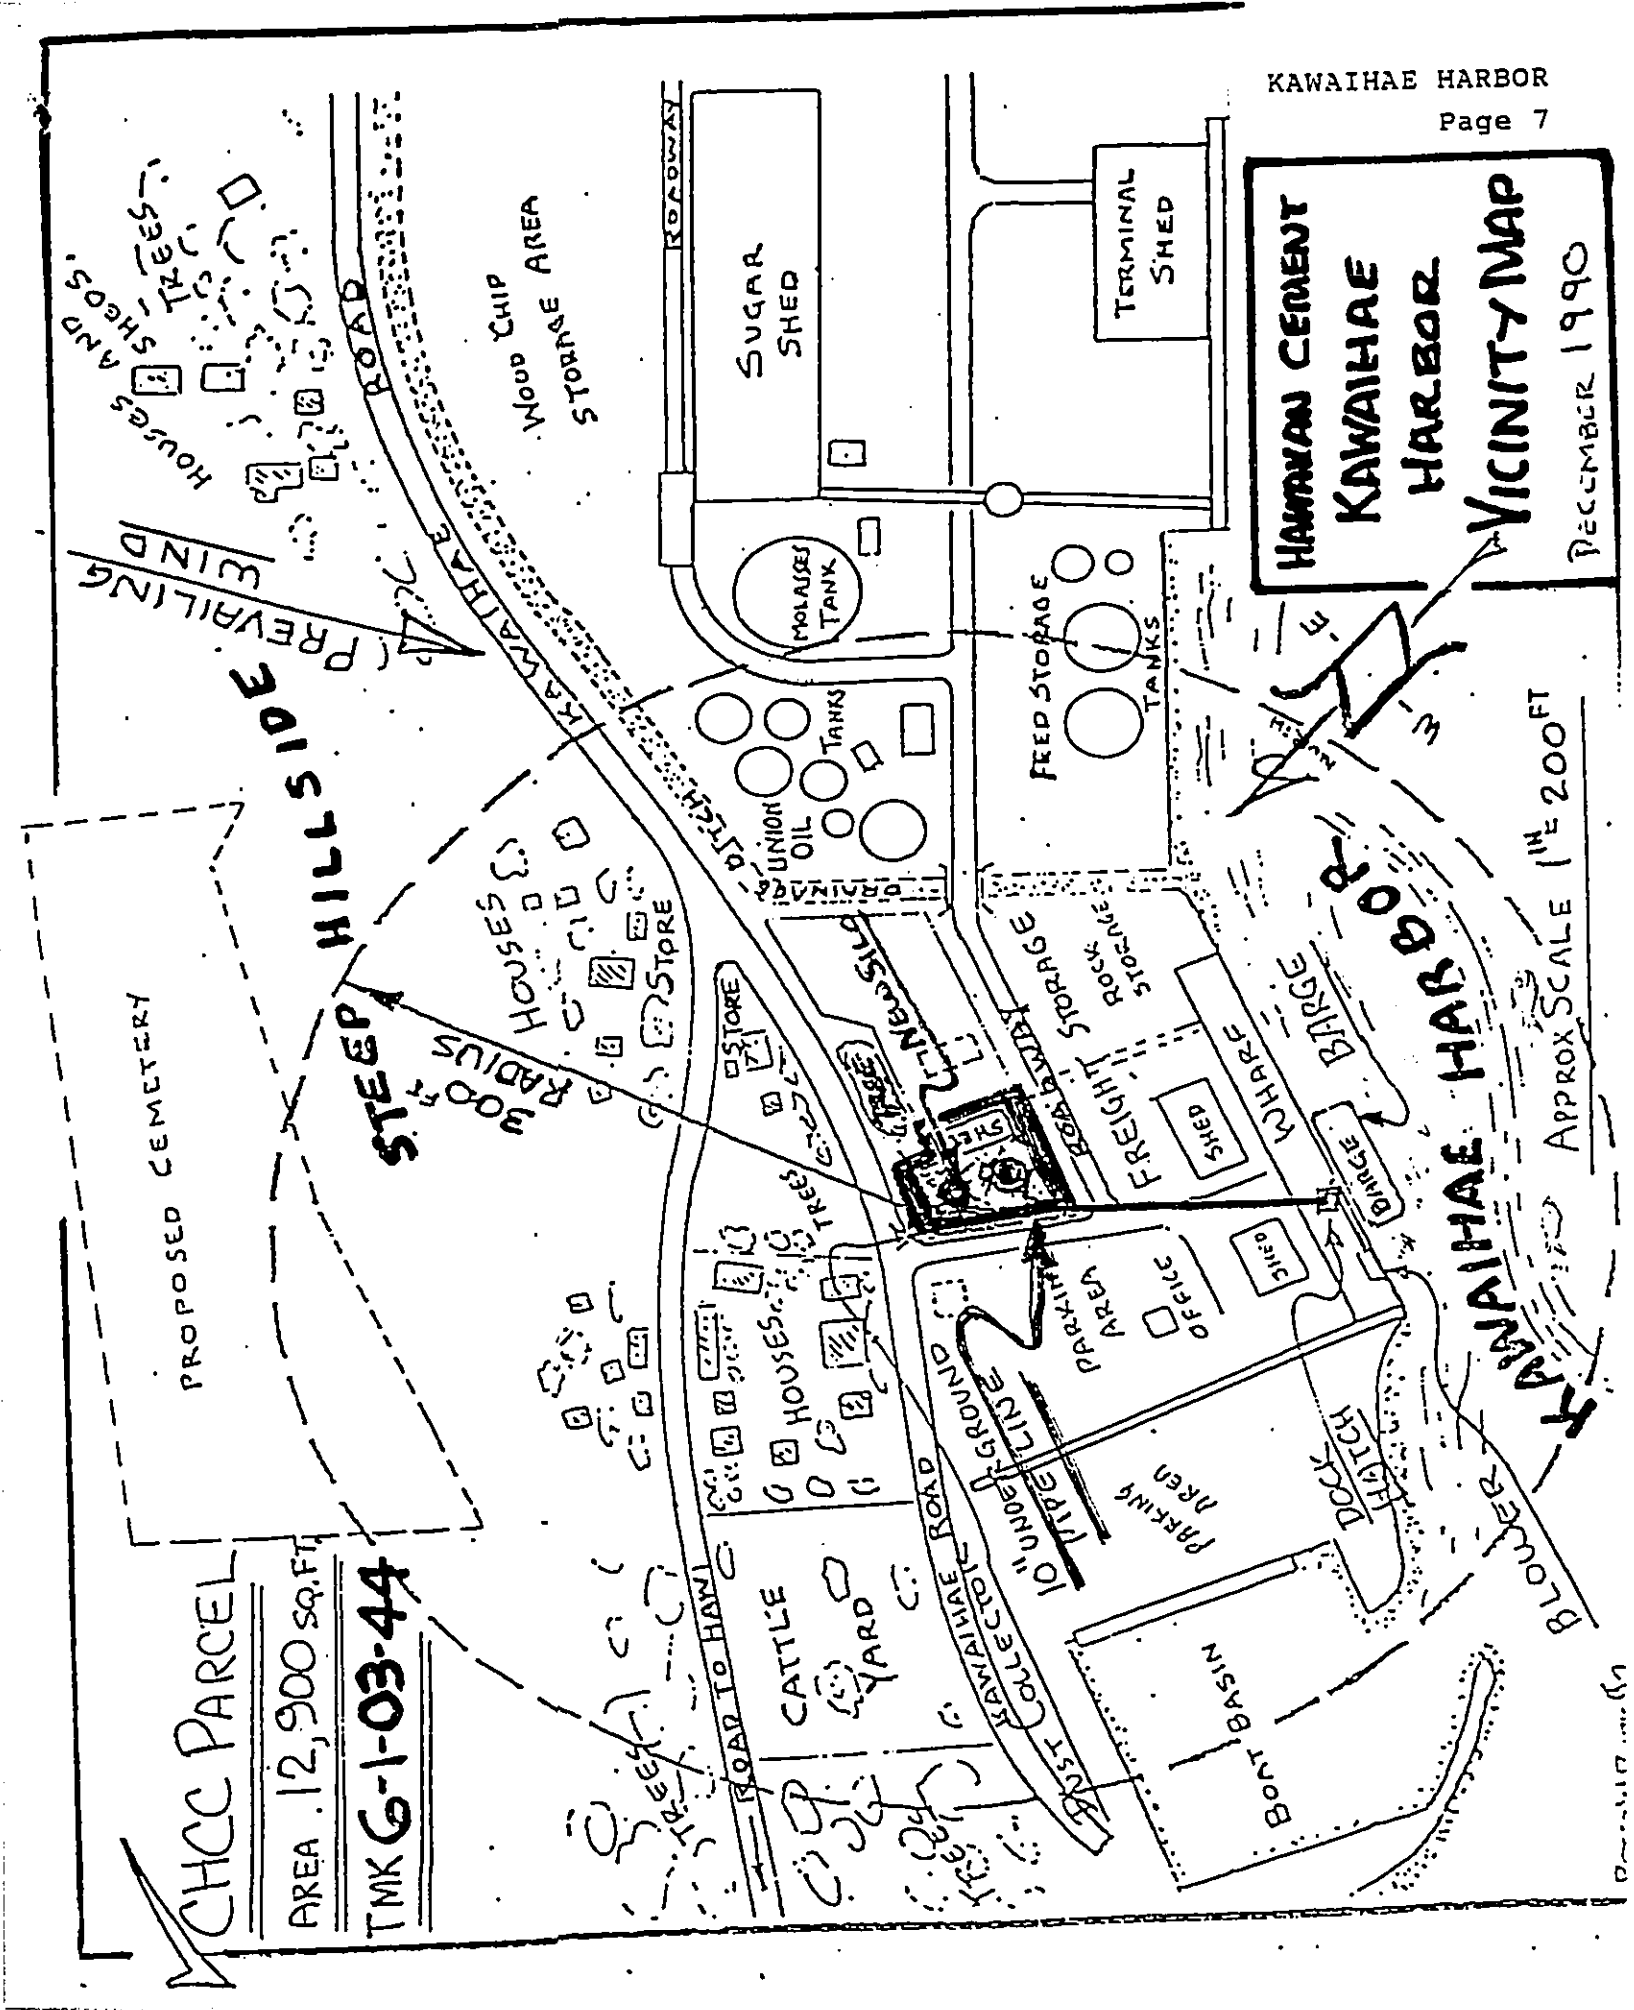 KAWAIHAE HARBOR
Page 7
HAWAIIAN CEMENT
KAWAIHAE
HARBOR
VICINITY MAP
DECEMBER 1990
CHCC PARCEL
AREA . 12,900 SQ.FT.
TMK 6-1-03-44
PROPOSED CEMETERY
STEEP HILLSIDE
300 FT
RADIUS
PREVAILING
WIND
HOUSES AND SHEDS
TREES
KAWAIHAE ROAD
WOOD CHIP
STORAGE AREA
ROADWAY
SUGAR
SHED
TERMINAL
SHED
MOLASSES
TANK
FEED STORAGE
TANKS
UNION
OIL
TANKS
DRAINAGE
DITCH
HOUSES
STORE
STORE
TREES
NEW SILO
ROADWAY
FREIGHT STORAGE
ROCK
STORAGE
SHED
WHARF
BARGE
BARGE
SHED
TREES
HOUSES
PARKING
AREA
OFFICE
SHED
10" UNDERGROUND
PIPE LINE
PARKING
AREA
DOCK
HATCH
BLOWER
KAWAIHAE HARBOR
APPROX SCALE 1 IN = 200 FT
ROAD TO HAWI
CATTLE
YARD
KAWAIHAE ROAD
DUST COLLECTOR
BOAT BASIN
TREES
TREES